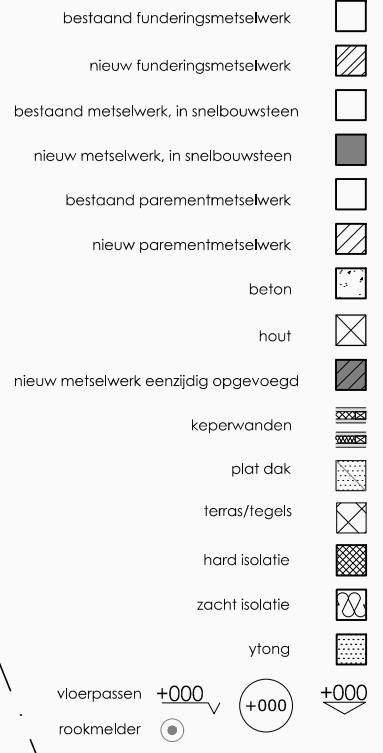 bestaand funderingsmetselwerk
nieuw funderingsmetselwerk
bestaand metselwerk, in snelbouwsteen
nieuw metselwerk, in snelbouwsteen
bestaand parementmetselwerk
nieuw parementmetselwerk
beton
hout
nieuw metselwerk eenzijdig opgevoegd
keperwanden
plat dak
terras/tegels
hard isolatie
zacht isolatie
ytong
vloerpassen +000 +000 +000
rookmelder